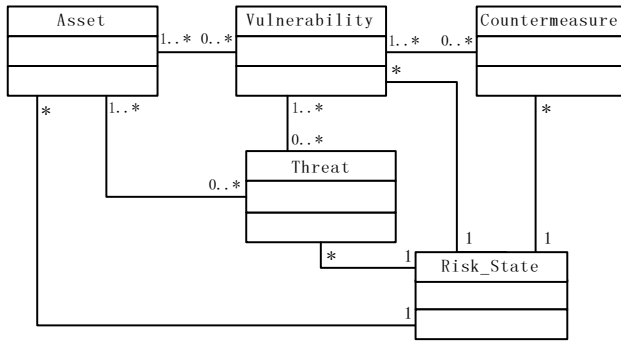 Asset Vulnerability Countermeasure
1..* 0..* 1..* 0..*
* 1..* 1..* * *
0..*
Threat
0..*
* 1 1 1
Risk_State
1